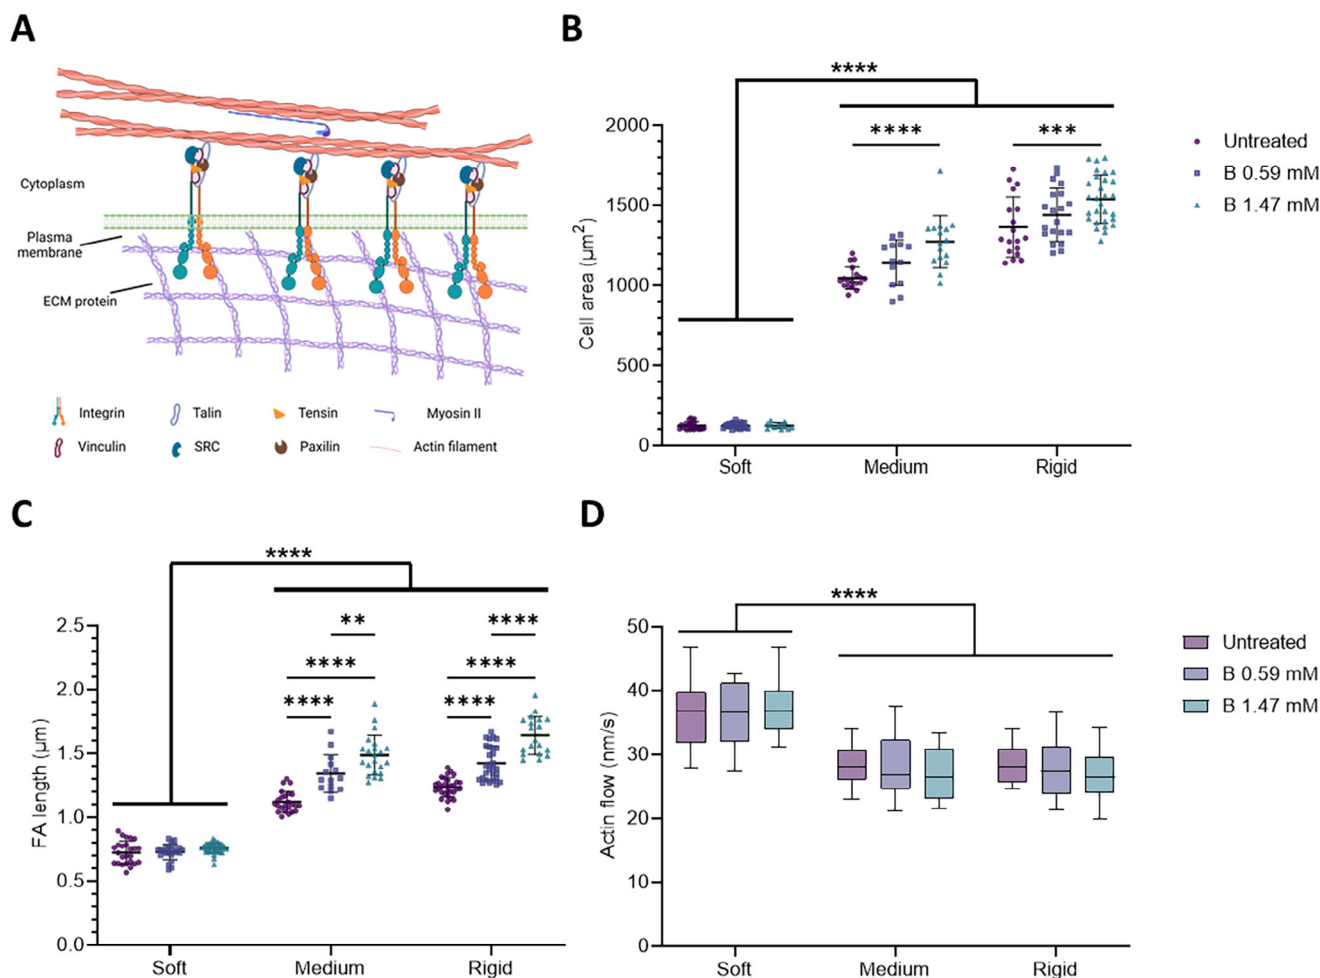 A
Cytoplasm
Plasma
membrane
ECM protein
Integrin
Talin
Tensin
Myosin II
Vinculin
SRC
Paxilin
Actin filament
B
****
****
***
2000
1500
1000
500
0
Cell area (µm²)
Soft
Medium
Rigid
Untreated
B 0.59 mM
B 1.47 mM
C
****
**
****
****
****
****
****
2.5
2.0
1.5
1.0
0.5
0.0
FA length (µm)
Soft
Medium
Rigid
D
****
50
40
30
20
10
0
Actin flow (nm/s)
Soft
Medium
Rigid
Untreated
B 0.59 mM
B 1.47 mM